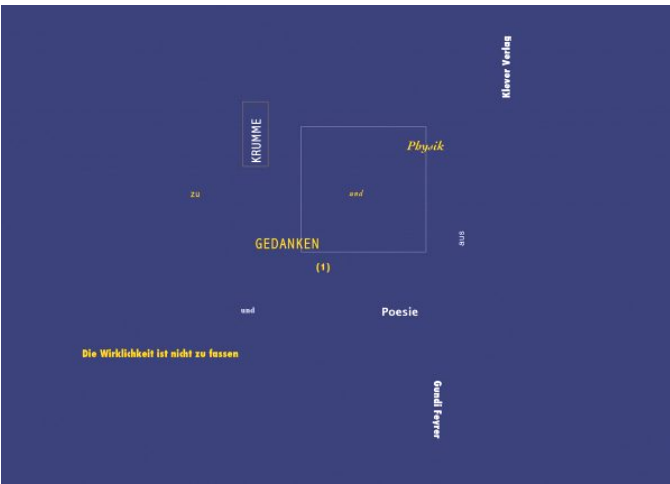 Klever Verlag
KRUMME
Physik
zu
und
aus
GEDANKEN
(1)
und
Poesie
Die Wirklichkeit ist nicht zu fassen
Gundi Feyrer